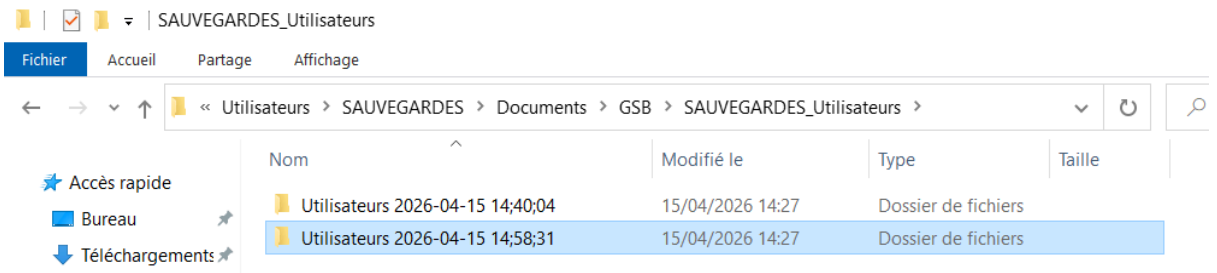 SAUVEGARDES_Utilisateurs
Fichier Accueil Partage Affichage
« Utilisateurs > SAUVEGARDES > Documents > GSB > SAUVEGARDES_Utilisateurs >
Nom Modifié le Type Taille
Accès rapide
Utilisateurs 2026-04-15 14;40;04 15/04/2026 14:27 Dossier de fichiers
Bureau
Utilisateurs 2026-04-15 14;58;31 15/04/2026 14:27 Dossier de fichiers
Téléchargements